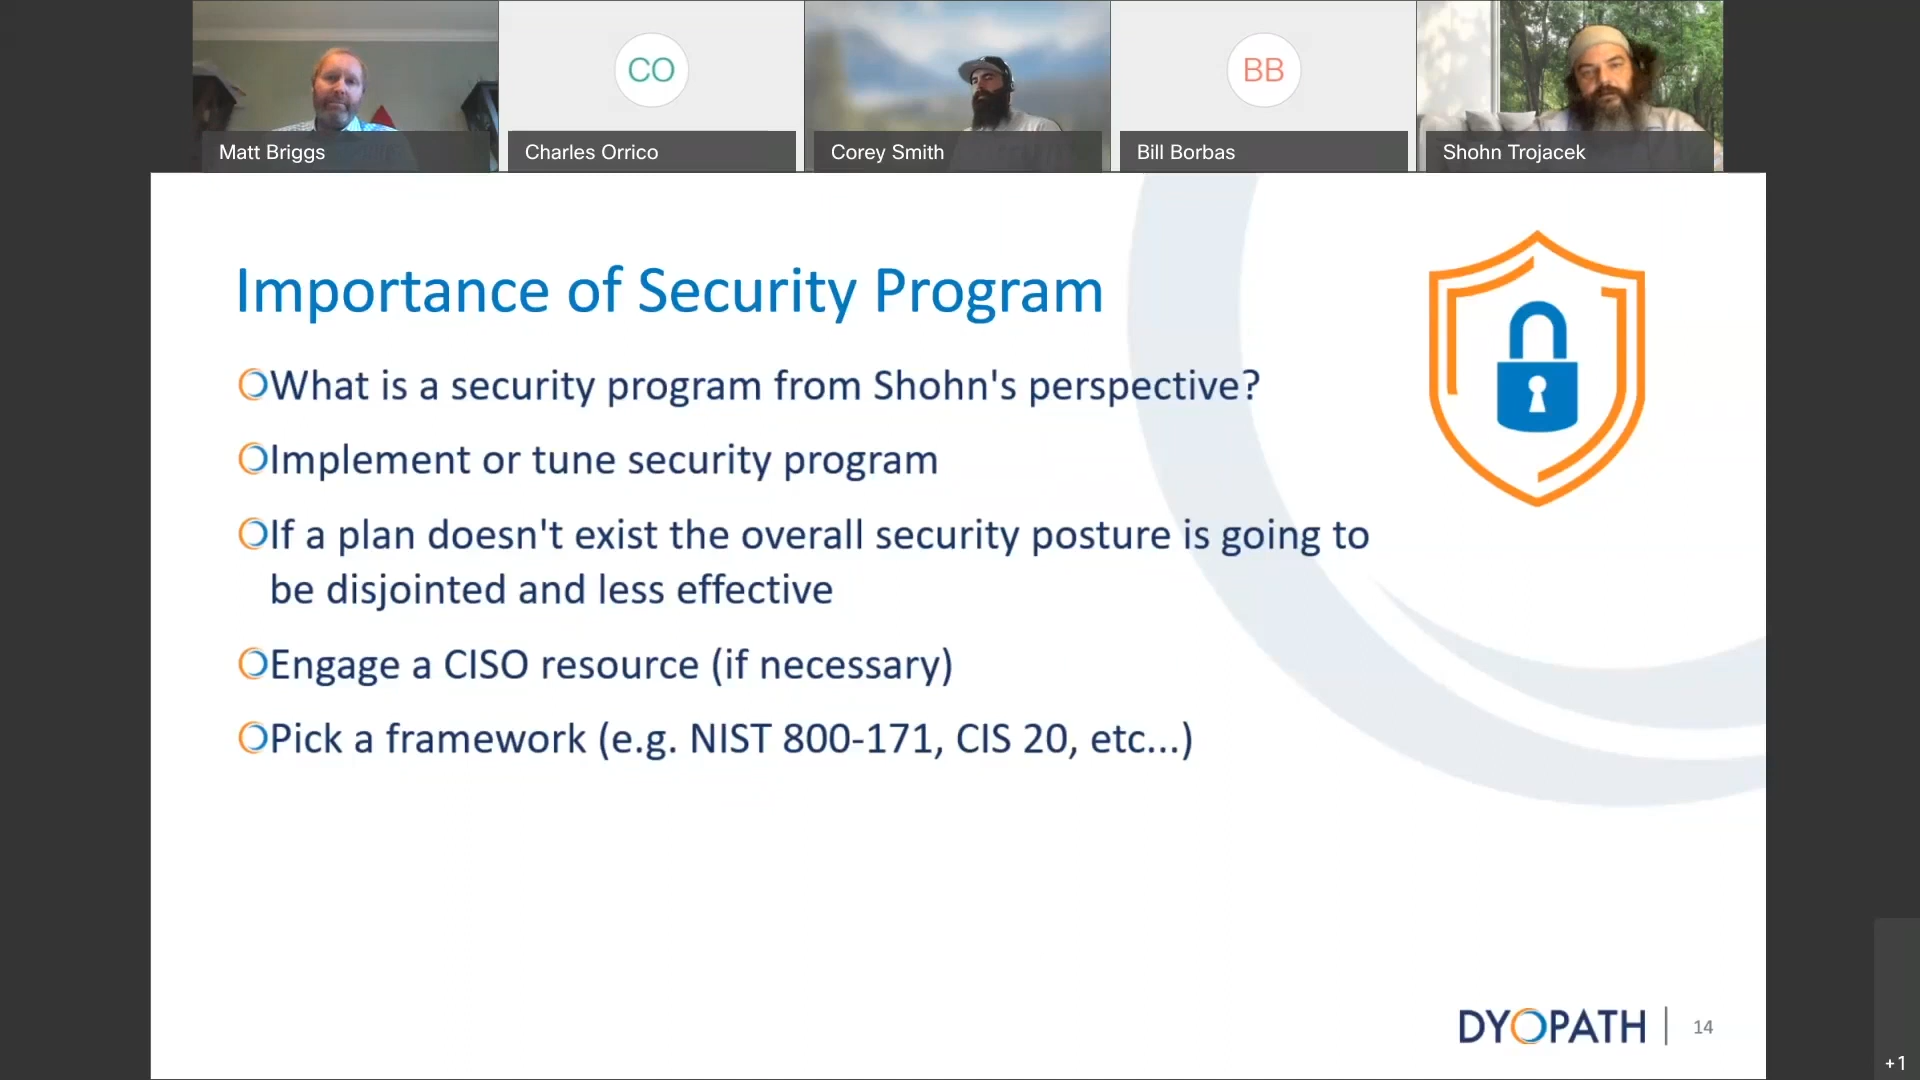 Matt Briggs
CO
Charles Orrico
Corey Smith
BB
Bill Borbas
Shohn Trojacek
Importance of Security Program
What is a security program from Shohn's perspective?
Implement or tune security program
If a plan doesn't exist the overall security posture is going to
be disjointed and less effective
Engage a CISO resource (if necessary)
Pick a framework (e.g. NIST 800-171, CIS 20, etc...)
DYOPATH
14
+1